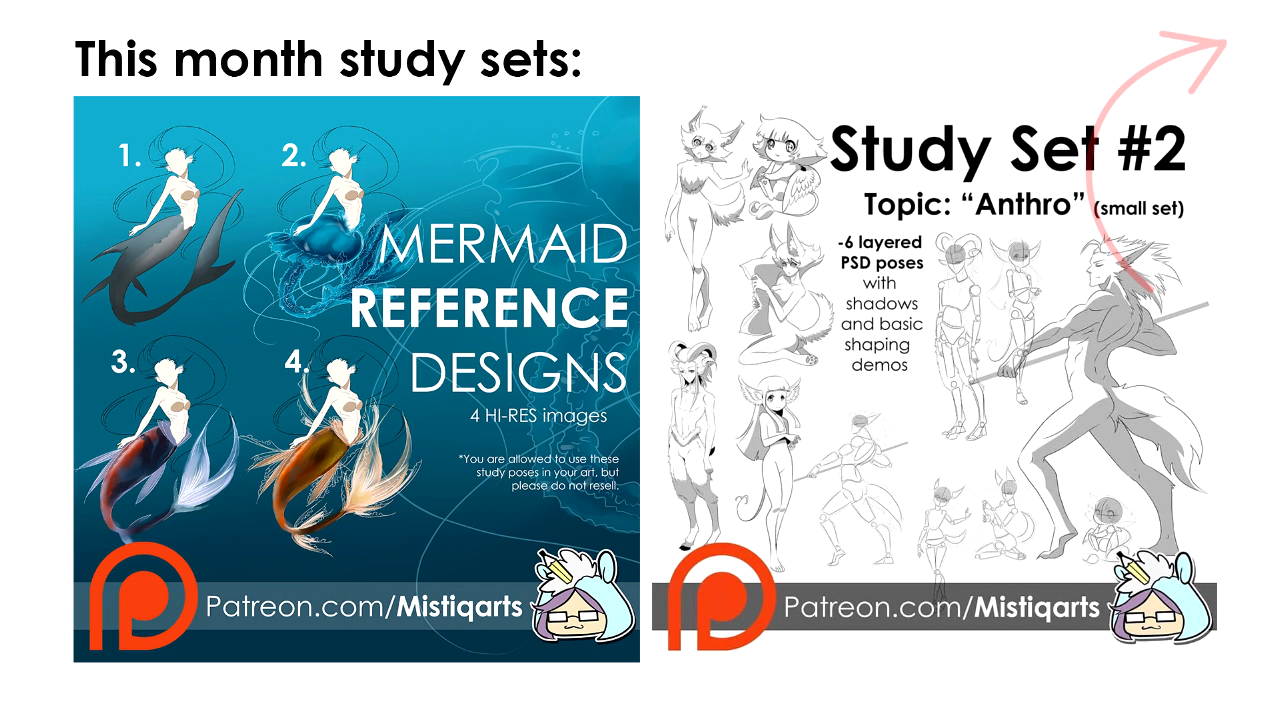 This month study sets:
1.
2.
MERMAID
REFERENCE
DESIGNS
3.
4.
4 HI-RES images
*You are allowed to use these
study poses in your art, but
please do not resell.
Patreon.com/Mistiqarts
Study Set #2
Topic: “Anthro” (small set)
-6 layered
PSD poses
with
shadows
and basic
shaping
demos
Patreon.com/Mistiqarts